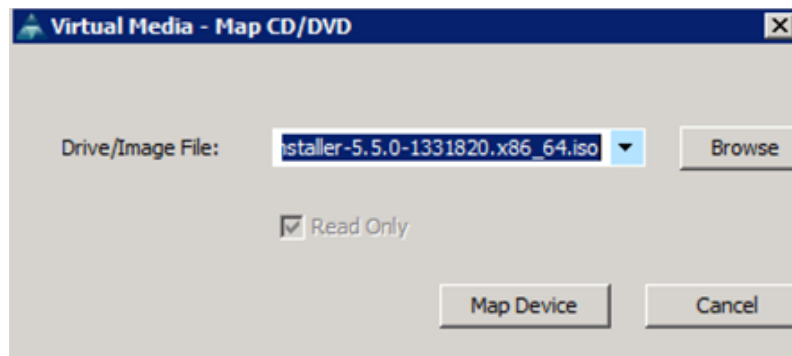 Virtual Media - Map CD/DVD
Drive/Image File: nstaller-5.5.0-1331820.x86_64.iso Browse
Read Only
Map Device Cancel